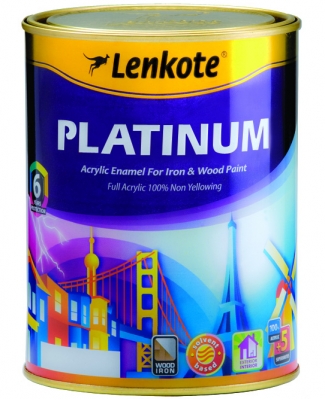 Lenkote®
PLATINUM
Acrylic Enamel For Iron & Wood Paint
Full Acrylic 100% Non Yellowing
6
WOOD
IRON
solvent
based
EXTERIOR
INTERIOR
100%
5